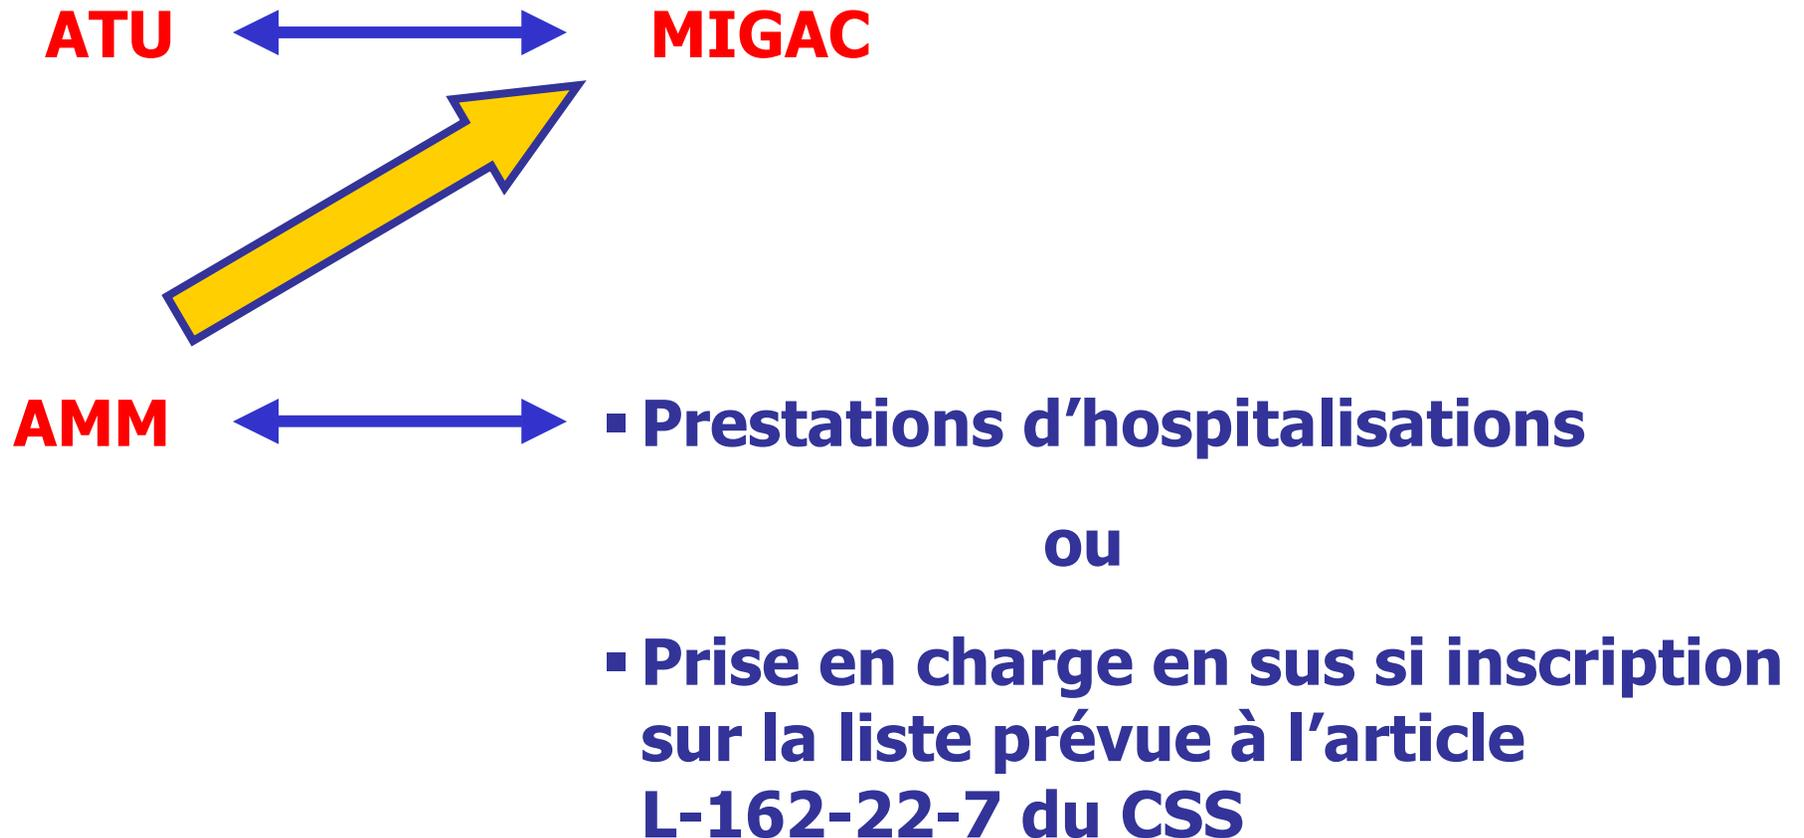 ATU MIGAC
AMM ▪ Prestations d’hospitalisations
ou
▪ Prise en charge en sus si inscription
sur la liste prévue à l’article
L-162-22-7 du CSS